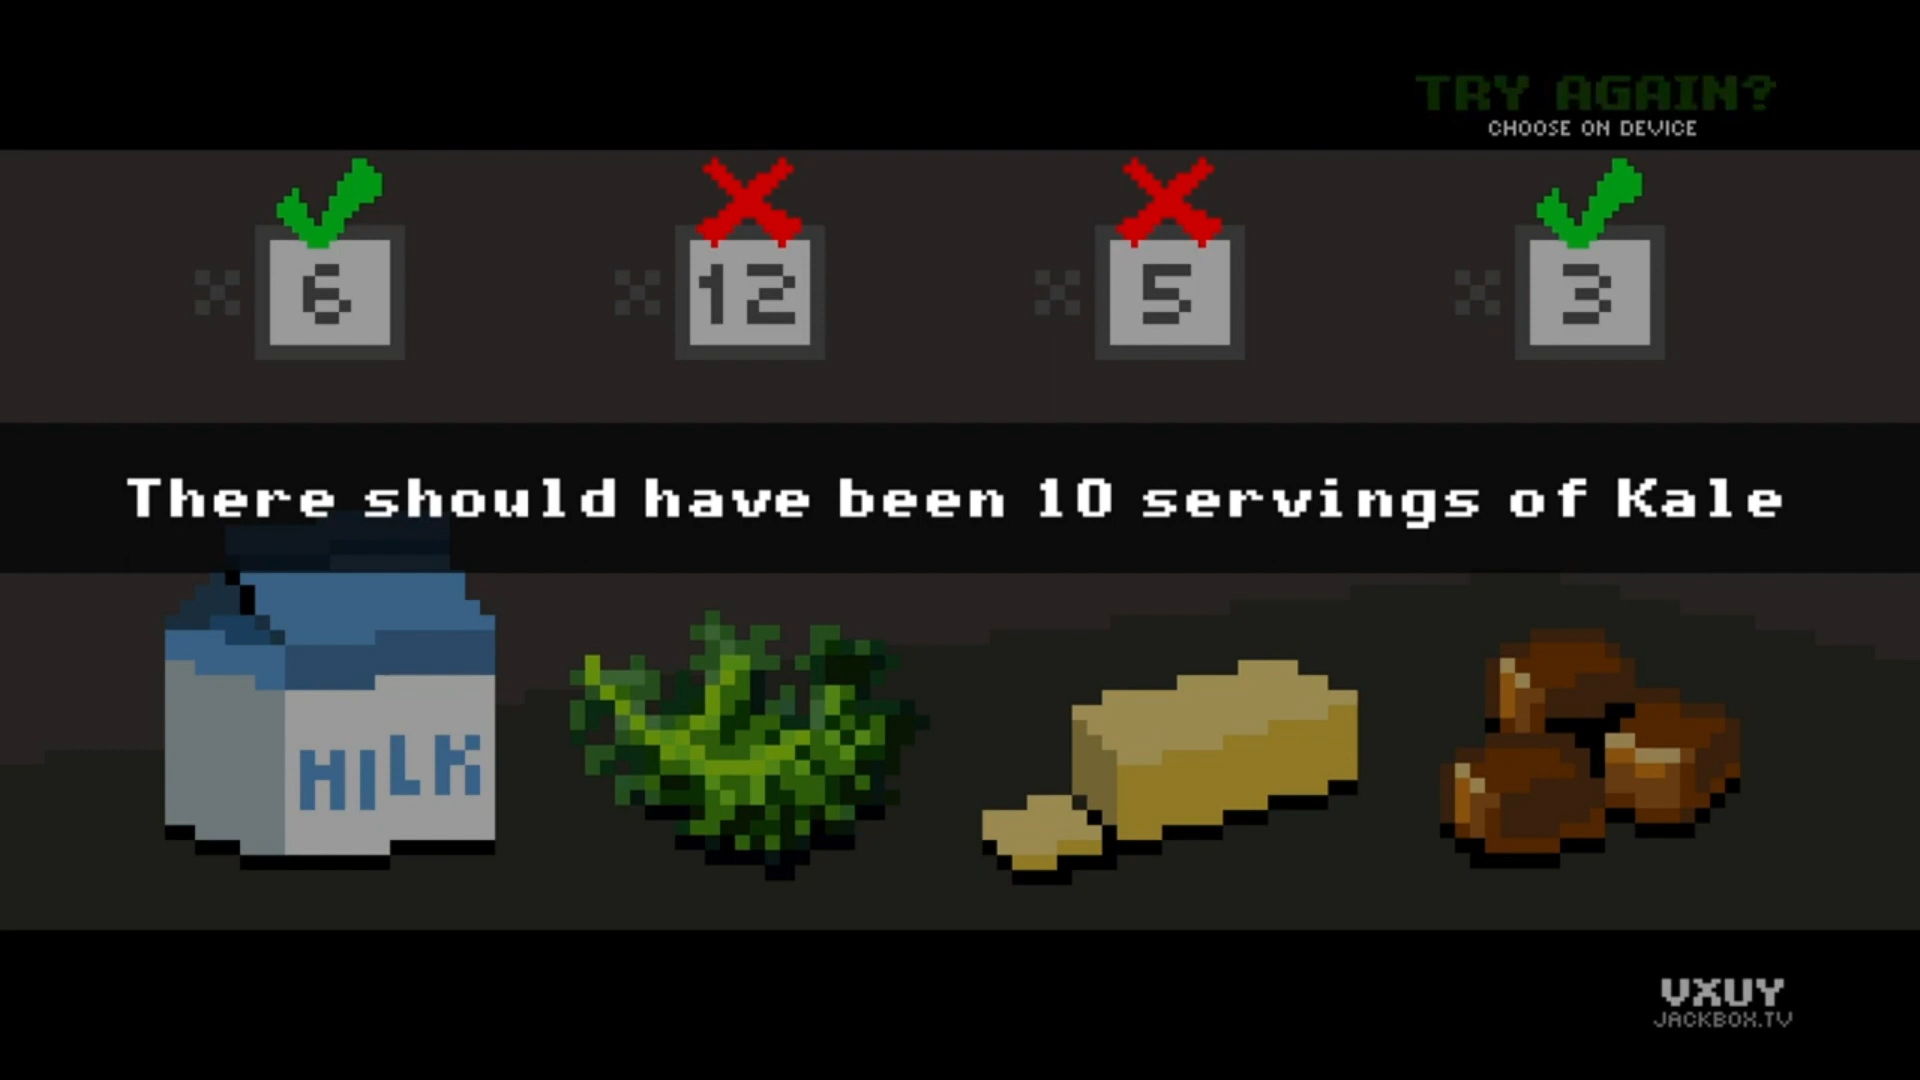 TRY AGAIN?
CHOOSE ON DEVICE
6 12 5 3
There should have been 10 servings of Kale
MILK
VXUY
JACKBOX.TV